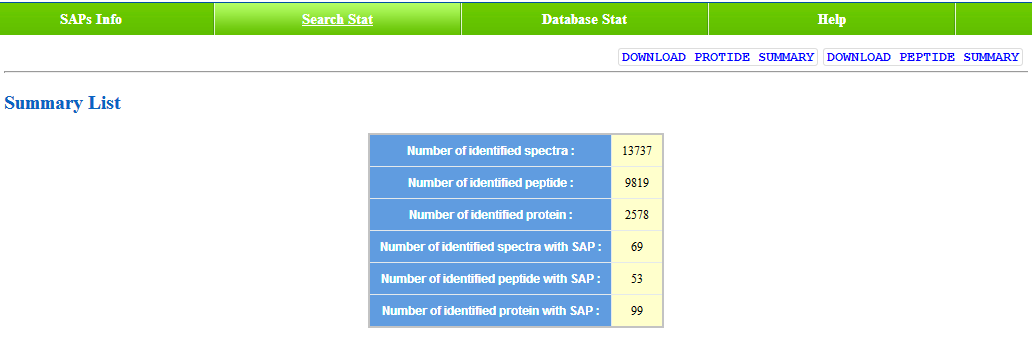 SAPs Info Search Stat Database Stat Help
DOWNLOAD PROTIDE SUMMARY DOWNLOAD PEPTIDE SUMMARY
Summary List
Number of identified spectra : 13737
Number of identified peptide : 9819
Number of identified protein : 2578
Number of identified spectra with SAP : 69
Number of identified peptide with SAP : 53
Number of identified protein with SAP : 99